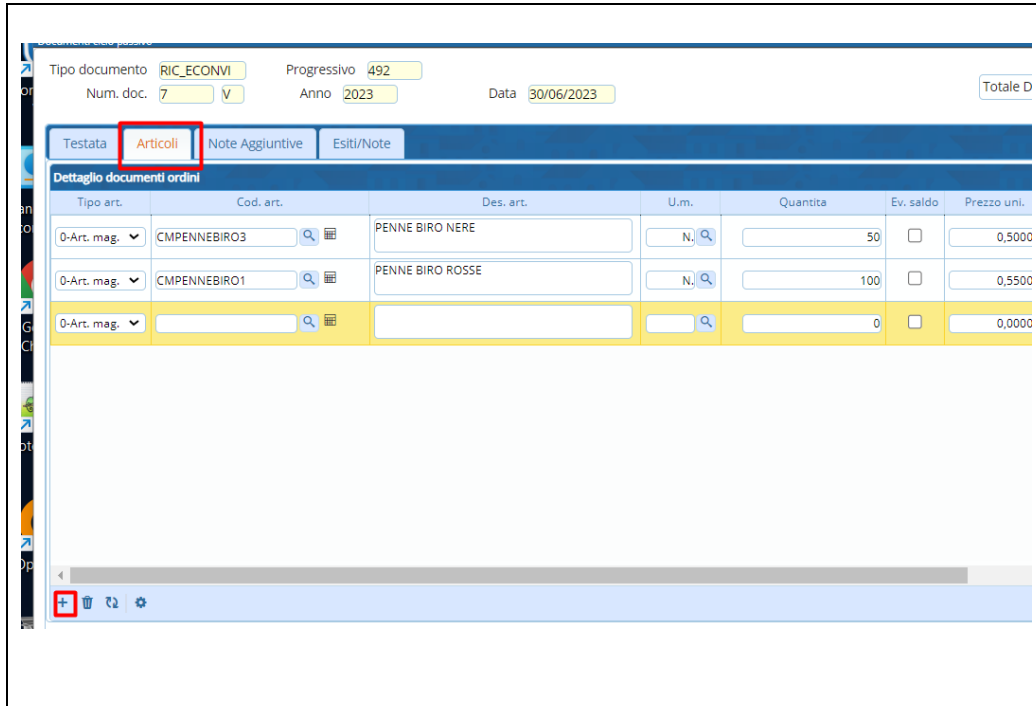 Documenti ciclo passivo
Tipo documento RIC_ECONVI Progressivo 492
Num. doc. 7 V Anno 2023 Data 30/06/2023
Totale D
Testata Articoli Note Aggiuntive Esiti/Note
Dettaglio documenti ordini
Tipo art. Cod. art. Des. art. U.m. Quantita Ev. saldo Prezzo uni.
0-Art. mag. CMPENNEBIRO3 PENNE BIRO NERE N. 50 0,5000
0-Art. mag. CMPENNEBIRO1 PENNE BIRO ROSSE N. 100 0,5500
0-Art. mag. 0 0,0000